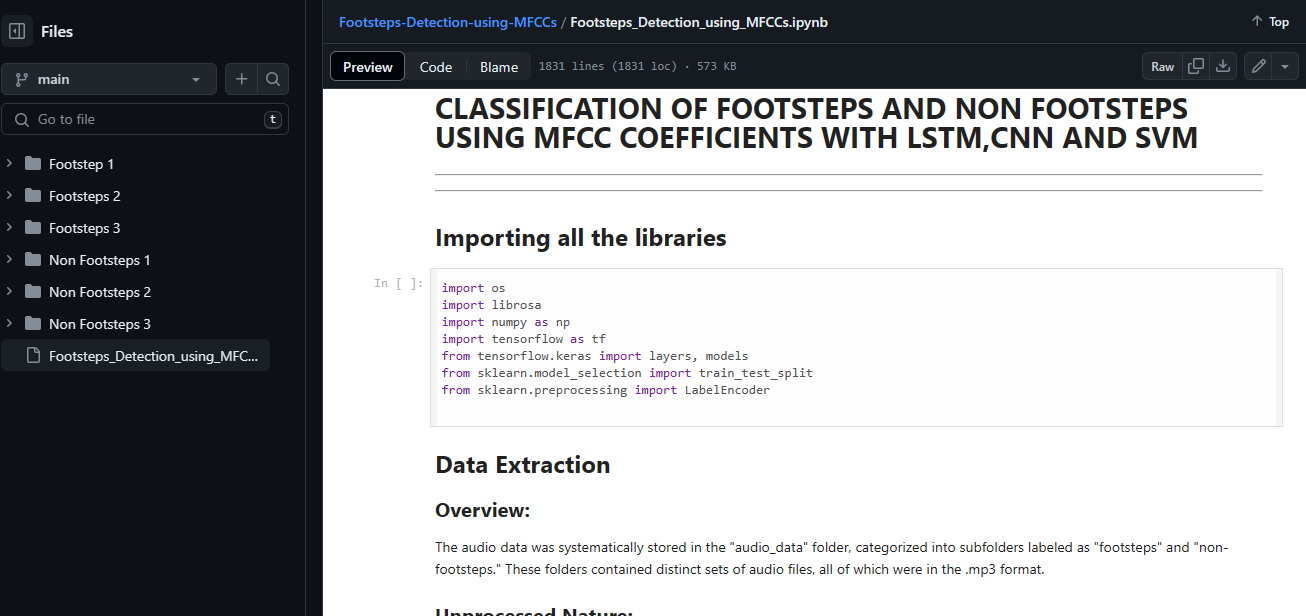 Files
main
Go to file
t
Footstep 1
Footsteps 2
Footsteps 3
Non Footsteps 1
Non Footsteps 2
Non Footsteps 3
Footsteps_Detection_using_MFC...
Footsteps-Detection-using-MFCCs / Footsteps_Detection_using_MFCCs.ipynb
Top
Preview Code Blame 1831 lines (1831 loc) · 573 KB
Raw
CLASSIFICATION OF FOOTSTEPS AND NON FOOTSTEPS
USING MFCC COEFFICIENTS WITH LSTM,CNN AND SVM
Importing all the libraries
In [ ]:
import os
import librosa
import numpy as np
import tensorflow as tf
from tensorflow.keras import layers, models
from sklearn.model_selection import train_test_split
from sklearn.preprocessing import LabelEncoder
Data Extraction
Overview:
The audio data was systematically stored in the "audio_data" folder, categorized into subfolders labeled as "footsteps" and "non-
footsteps." These folders contained distinct sets of audio files, all of which were in the .mp3 format.
Unprocessed Nature: